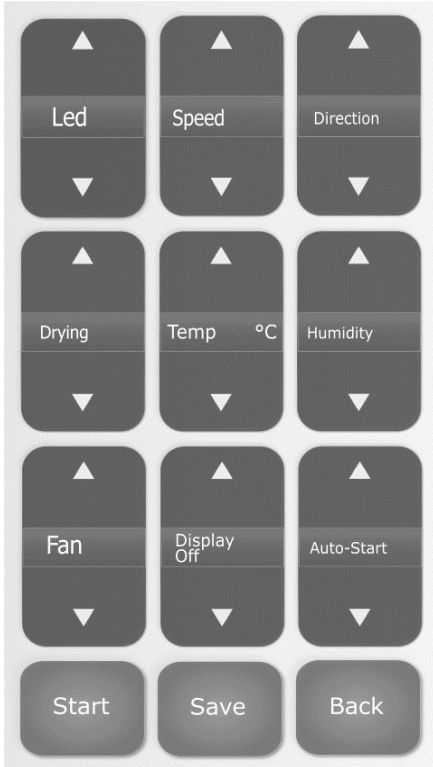 Led
Speed
Direction
Drying
Temp °C
Humidity
Fan
Display
Off
Auto-Start
Start
Save
Back